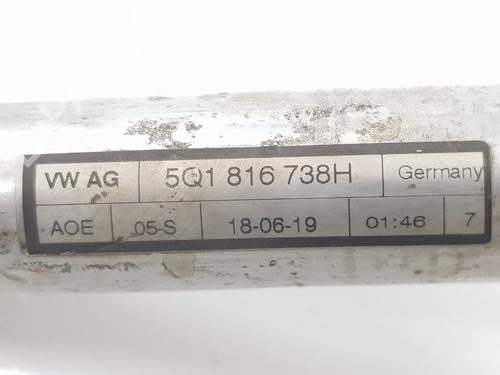 VW AG 5Q1 816 738H Germany
AOE 05-S 18-06-19 01:46 7